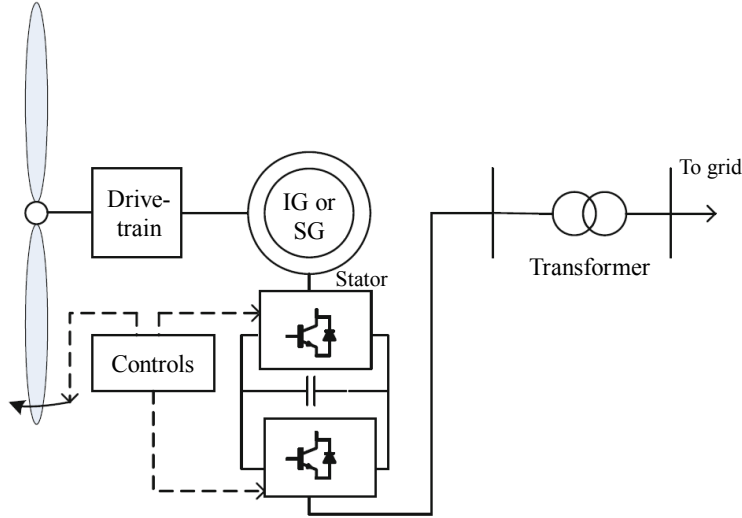 Drive-
train
IG or
SG
Stator
Controls
Transformer
To grid